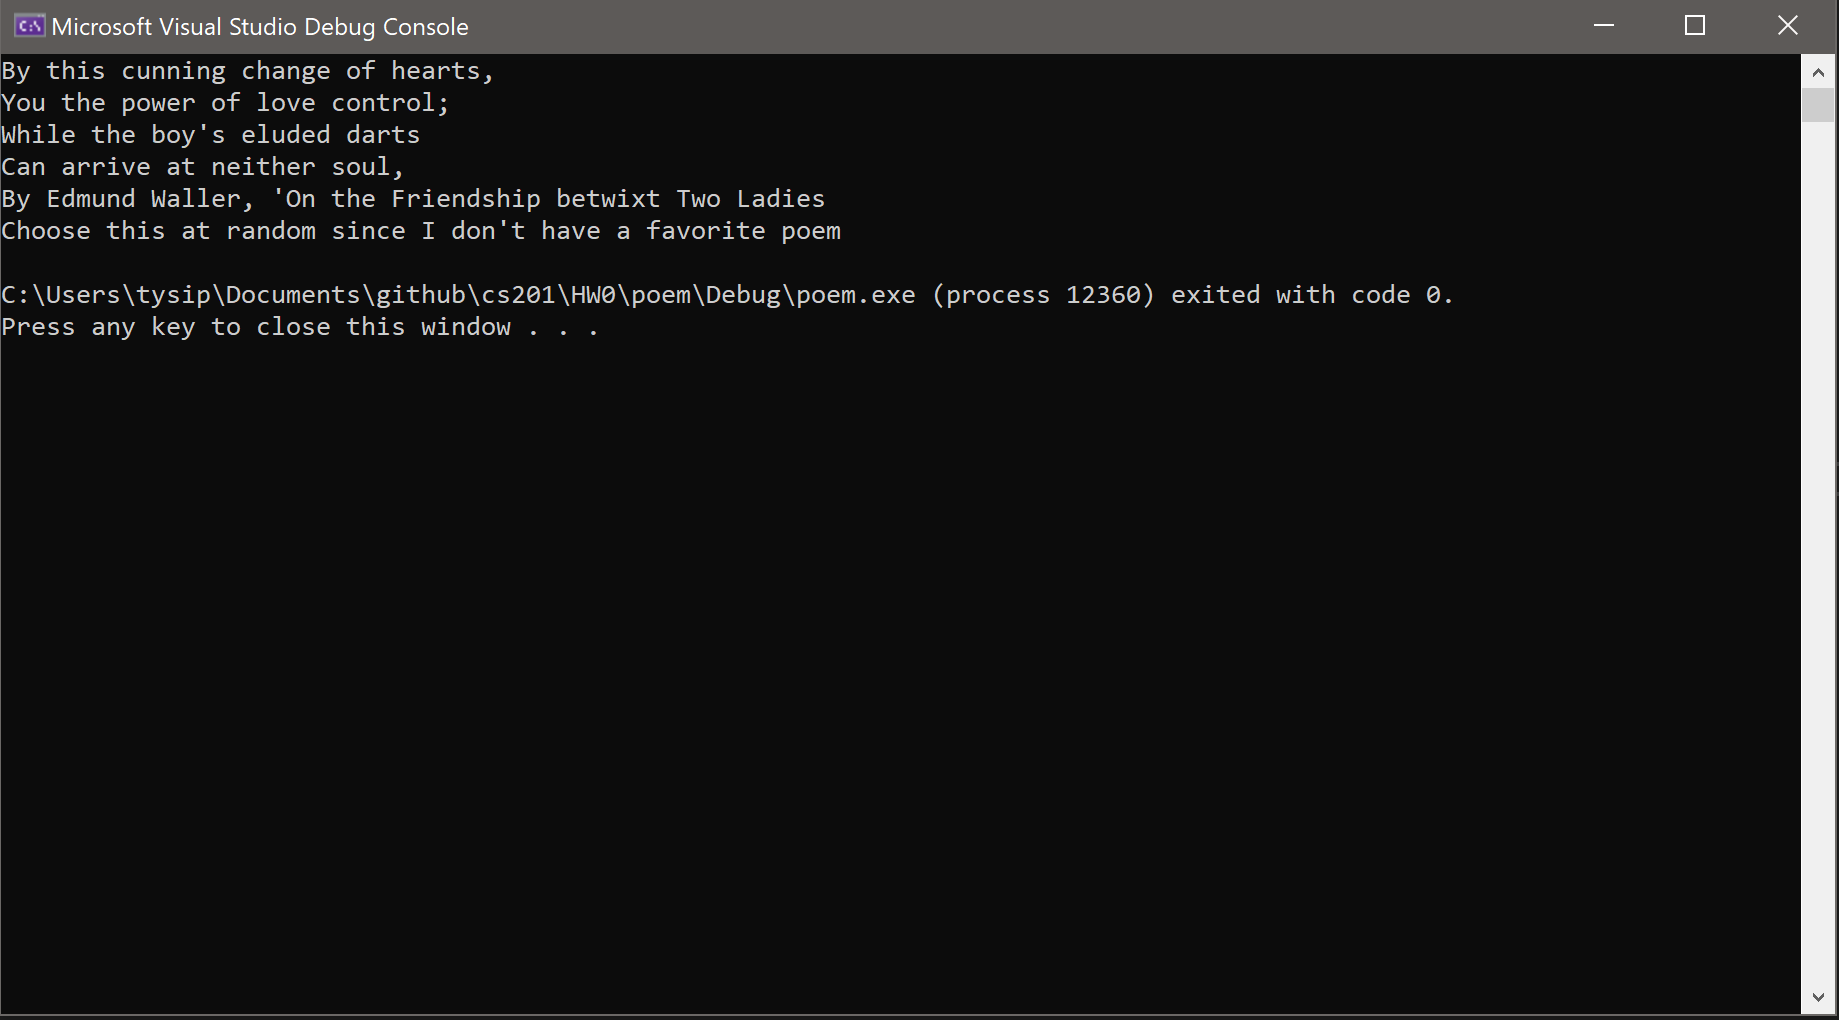 Microsoft Visual Studio Debug Console
By this cunning change of hearts,
You the power of love control;
While the boy's eluded darts
Can arrive at neither soul,
By Edmund Waller, 'On the Friendship betwixt Two Ladies
Choose this at random since I don't have a favorite poem
C:\Users\tysip\Documents\github\cs201\HW0\poem\Debug\poem.exe (process 12360) exited with code 0.
Press any key to close this window . . .